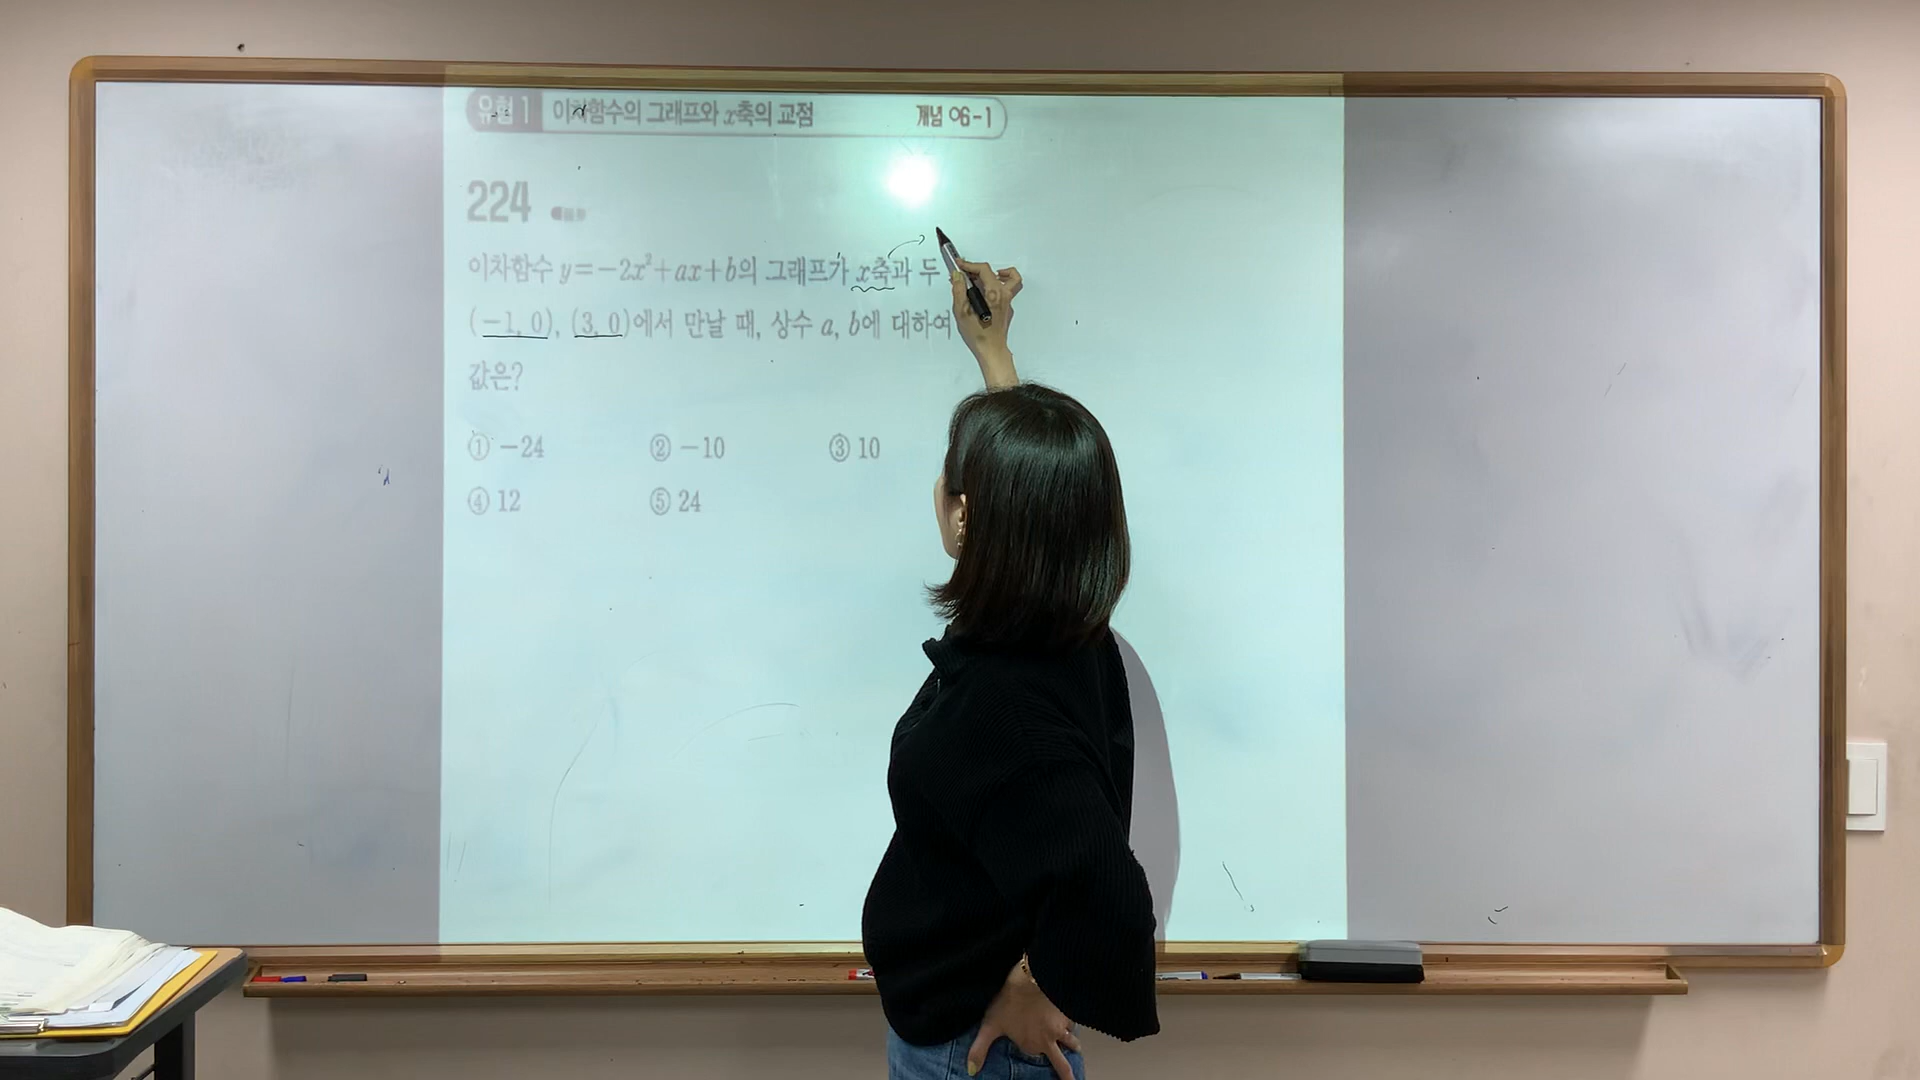 유형 1 이차함수의 그래프와 x축의 교점 개념 06-1
224
이차함수 y=-2x²+ax+b의 그래프가 x축과 두
(-1, 0), (3, 0)에서 만날 때, 상수 a, b에 대하여
값은?
① -24 ② -10 ③ 10
④ 12 ⑤ 24